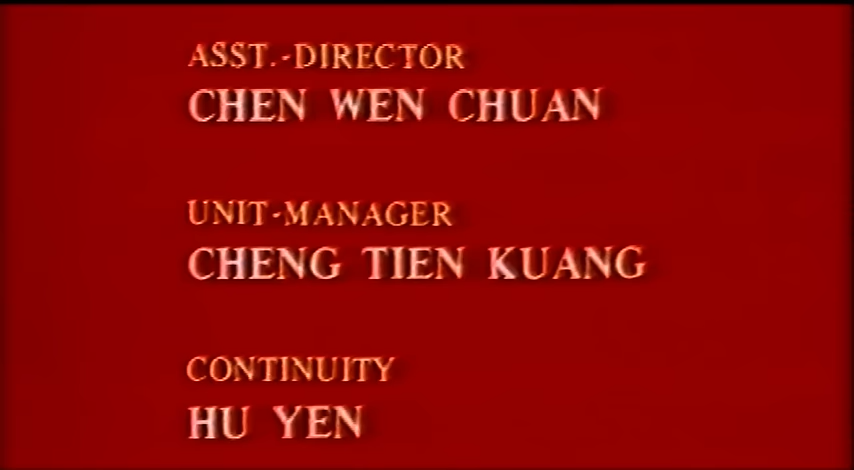 ASST.-DIRECTOR
CHEN WEN CHUAN
UNIT-MANAGER
CHENG TIEN KUANG
CONTINUITY
HU YEN